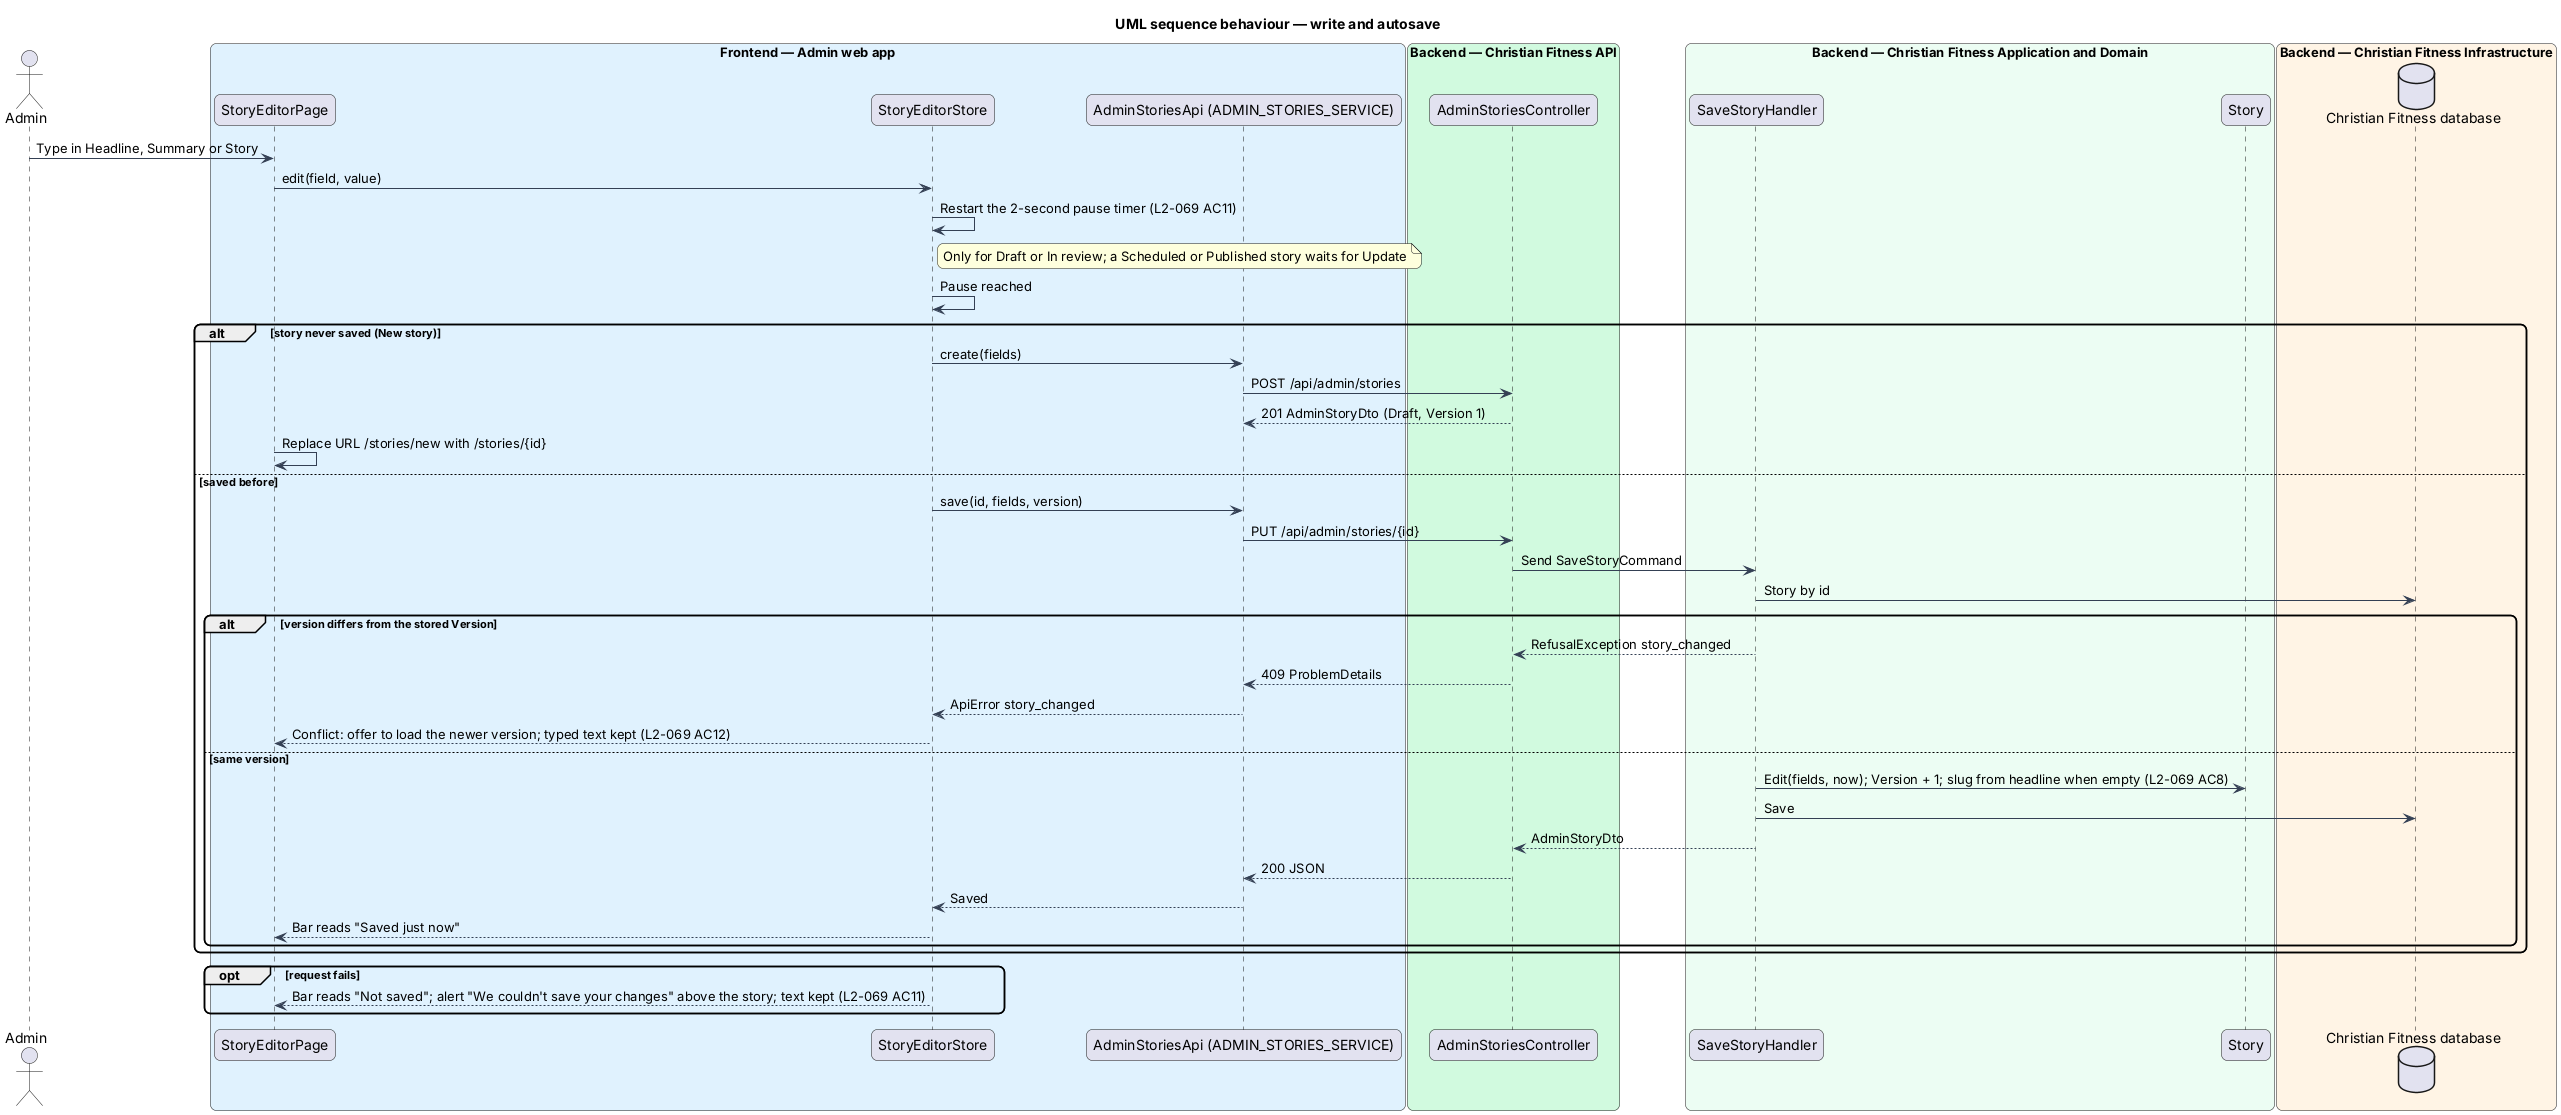 UML sequence behaviour — write and autosave
Frontend — Admin web app
Backend — Christian Fitness API
Backend — Christian Fitness Application and Domain
Backend — Christian Fitness Infrastructure
Admin
StoryEditorPage
StoryEditorStore
AdminStoriesApi (ADMIN_STORIES_SERVICE)
AdminStoriesController
SaveStoryHandler
Story
Christian Fitness database
Type in Headline, Summary or Story
edit(field, value)
Restart the 2-second pause timer (L2-069 AC11)
Only for Draft or In review; a Scheduled or Published story waits for Update
Pause reached
alt [story never saved (New story)]
create(fields)
POST /api/admin/stories
201 AdminStoryDto (Draft, Version 1)
Replace URL /stories/new with /stories/{id}
[saved before]
save(id, fields, version)
PUT /api/admin/stories/{id}
Send SaveStoryCommand
Story by id
alt [version differs from the stored Version]
RefusalException story_changed
409 ProblemDetails
ApiError story_changed
Conflict: offer to load the newer version; typed text kept (L2-069 AC12)
[same version]
Edit(fields, now); Version + 1; slug from headline when empty (L2-069 AC8)
Save
AdminStoryDto
200 JSON
Saved
Bar reads "Saved just now"
opt [request fails]
Bar reads "Not saved"; alert "We couldn't save your changes" above the story; text kept (L2-069 AC11)
Admin
StoryEditorPage
StoryEditorStore
AdminStoriesApi (ADMIN_STORIES_SERVICE)
AdminStoriesController
SaveStoryHandler
Story
Christian Fitness database